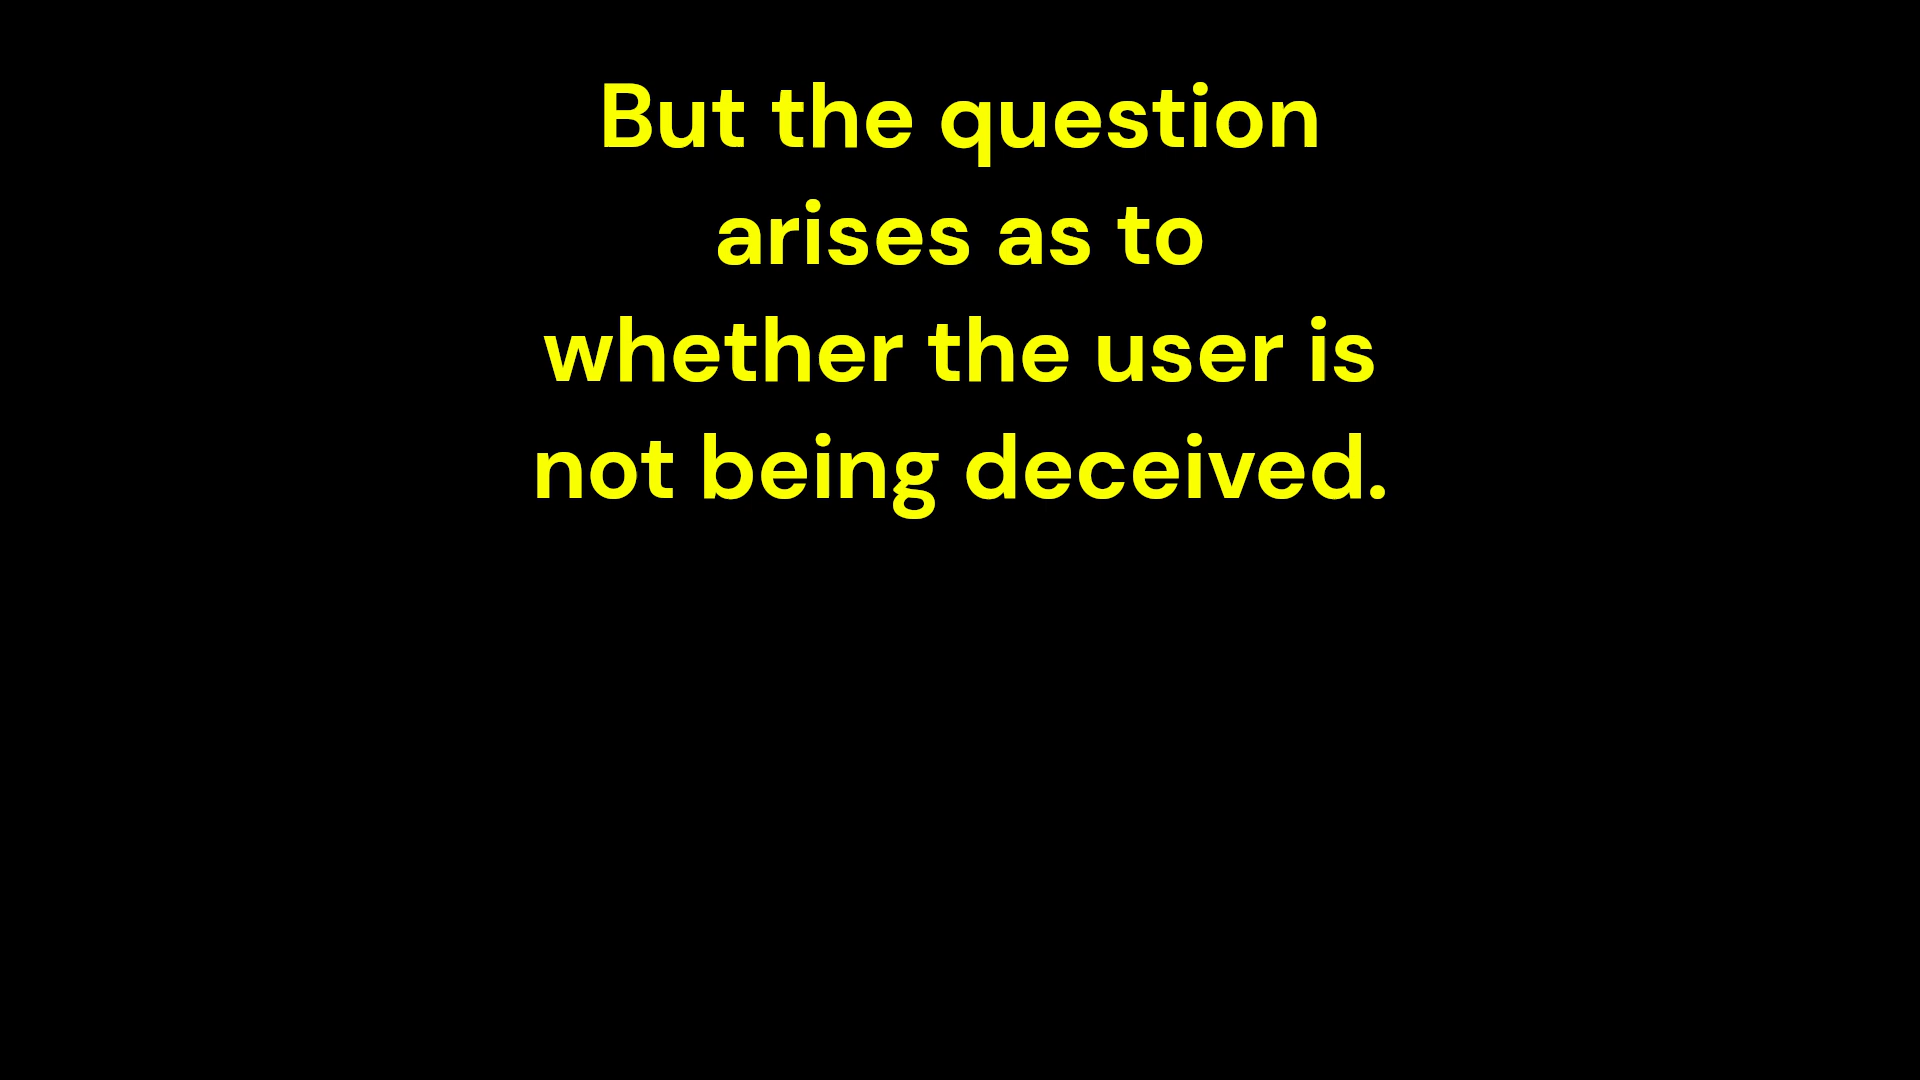 But the question
arises as to
whether the user is
not being deceived.